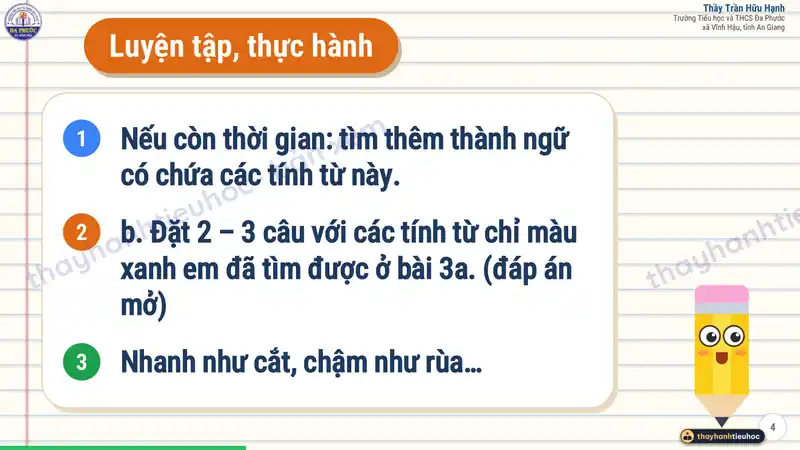 Thầy Trần Hữu Hạnh
Trường Tiểu học và THCS Đa Phước
xã Vĩnh Hậu, tỉnh An Giang
ĐA PHƯỚC
Luyện tập, thực hành
1
Nếu còn thời gian: tìm thêm thành ngữ
có chứa các tính từ này.
2
b. Đặt 2 – 3 câu với các tính từ chỉ màu
xanh em đã tìm được ở bài 3a. (đáp án
mở)
3
Nhanh như cắt, chậm như rùa…
thayhanhtieuhoc
4